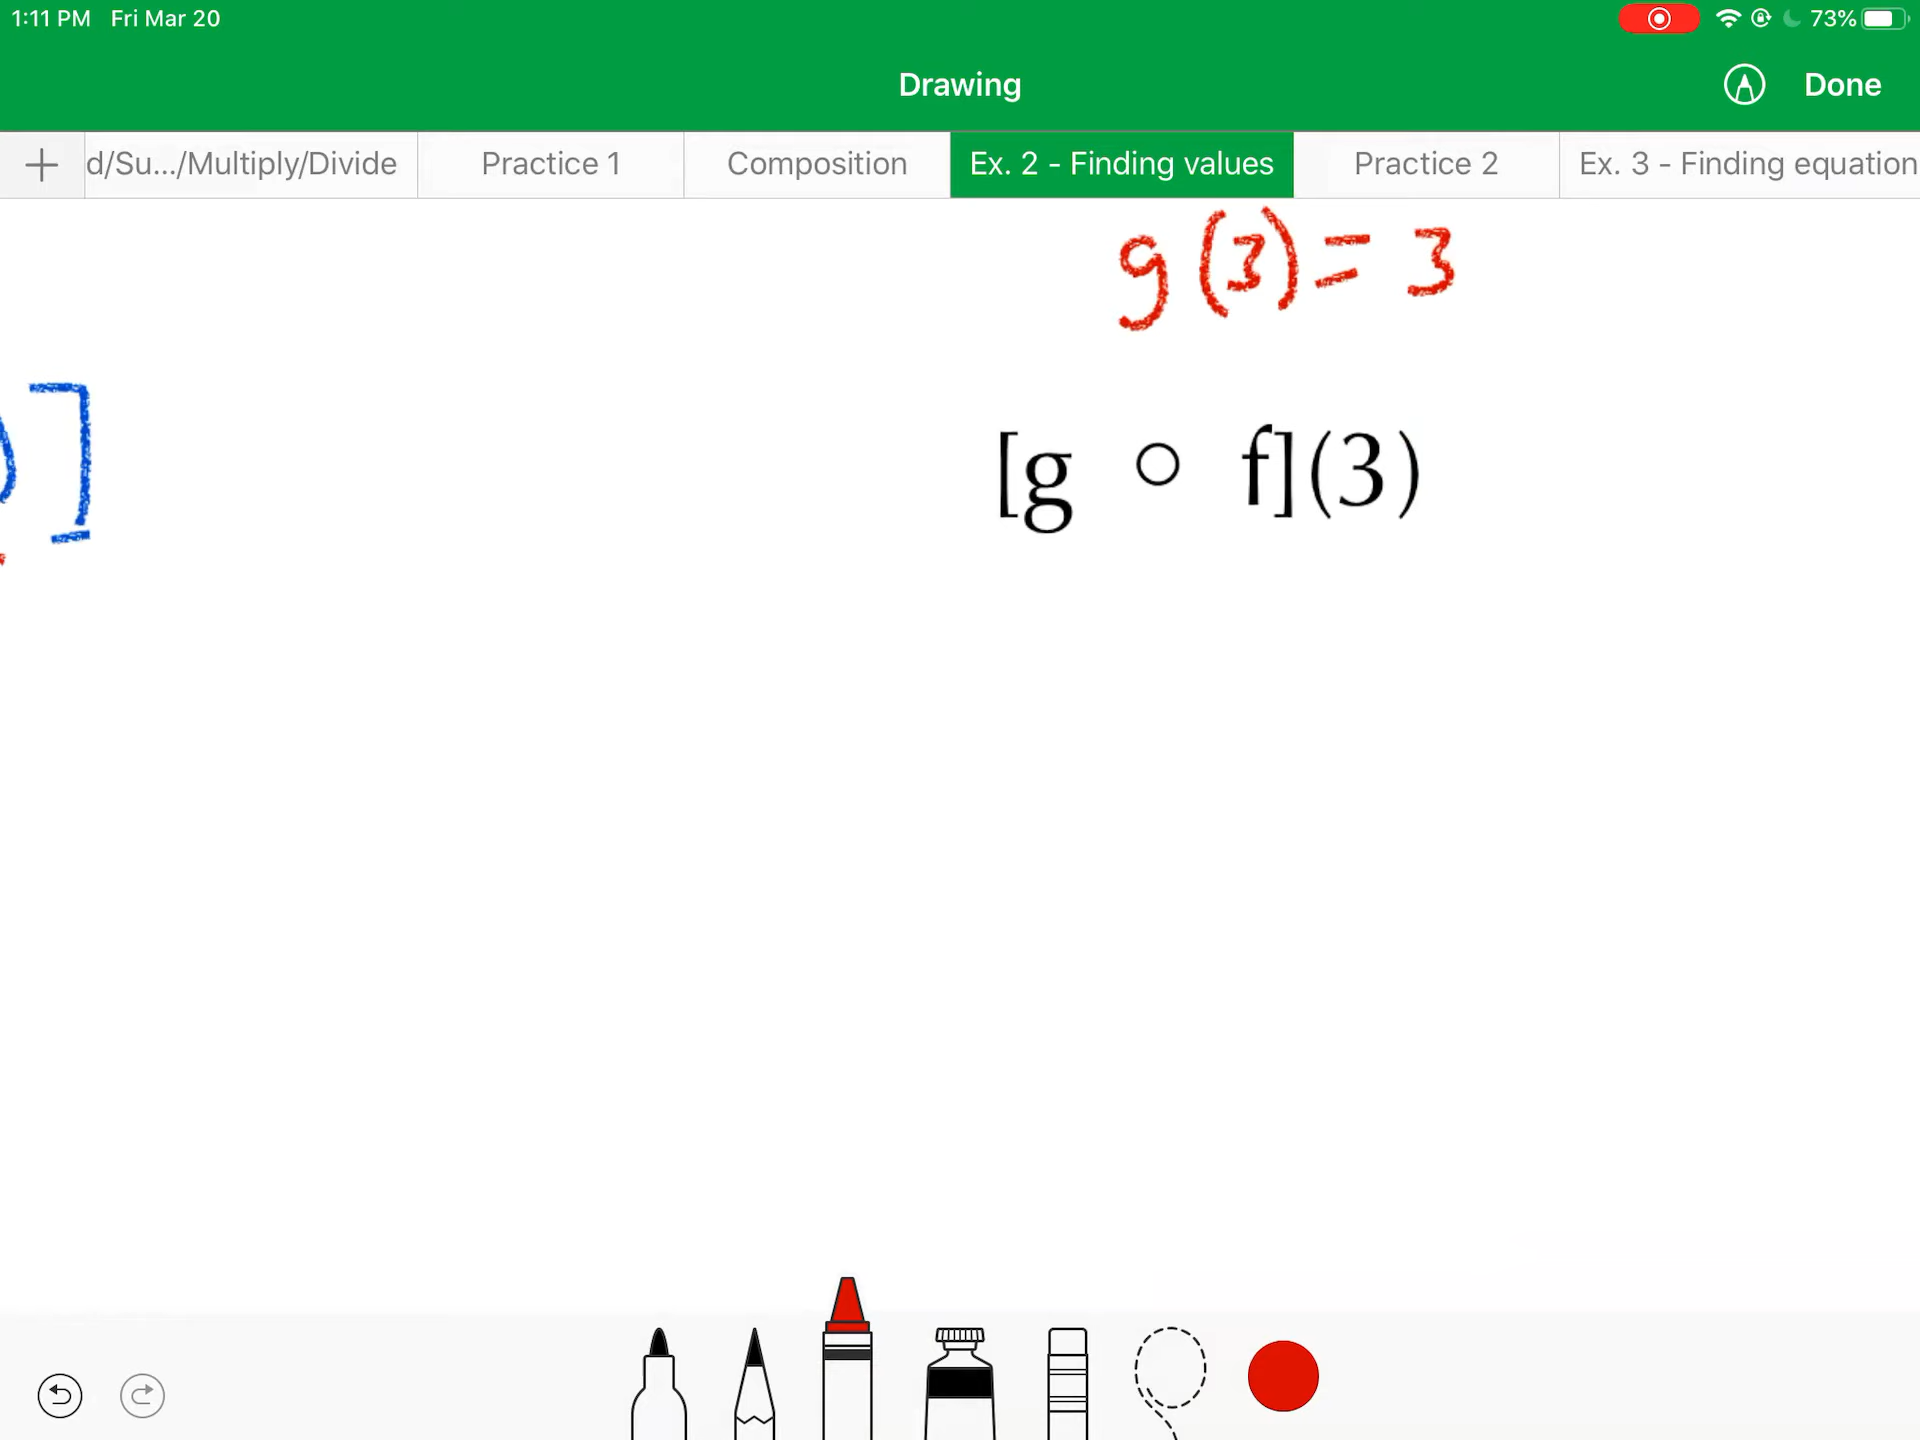 1:11 PM Fri Mar 20 73%
Drawing Done
d/Su.../Multiply/Divide Practice 1 Composition Ex. 2 - Finding values Practice 2 Ex. 3 - Finding equation
g(3) = 3
)]
[g ○ f](3)